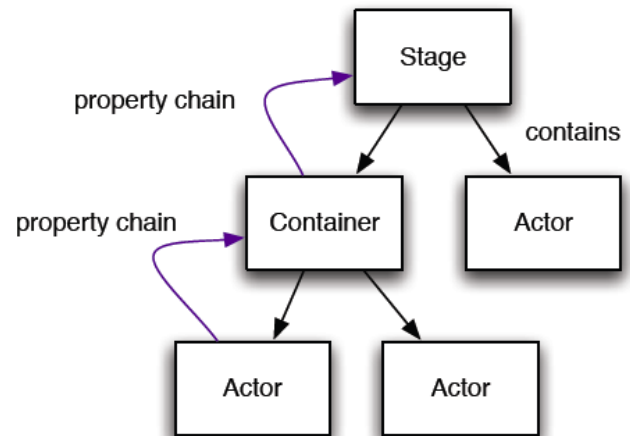 Stage
property chain
contains
property chain
Container
Actor
Actor
Actor